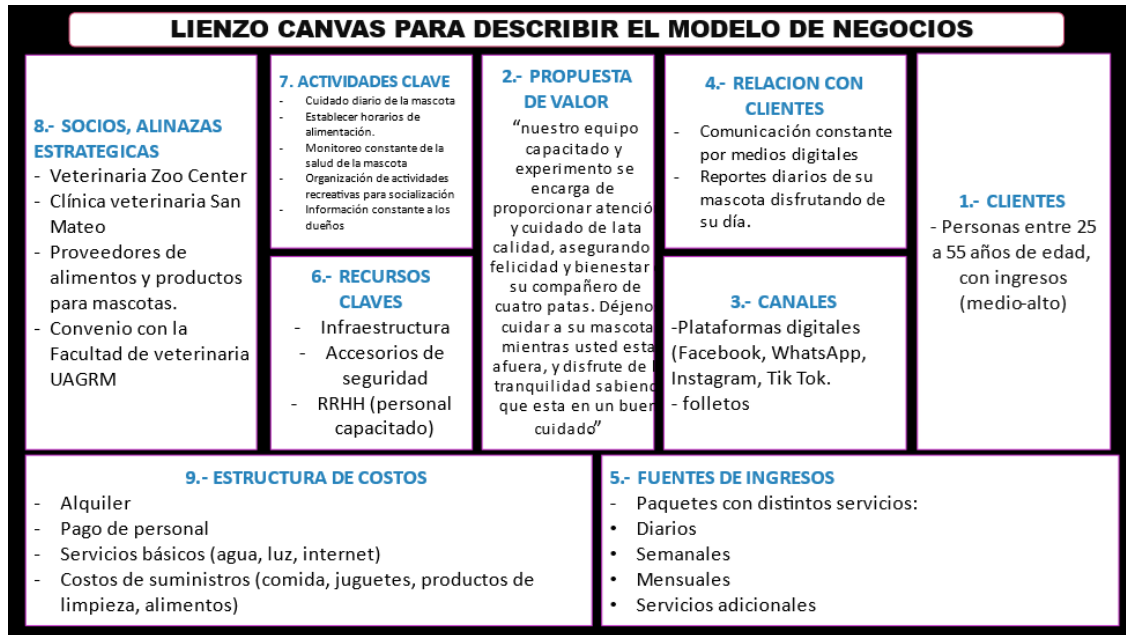 LIENZO CANVAS PARA DESCRIBIR EL MODELO DE NEGOCIOS
8.- SOCIOS, ALINAZAS
ESTRATEGICAS
- Veterinaria Zoo Center
- Clínica veterinaria San
Mateo
- Proveedores de
alimentos y productos
para mascotas.
- Convenio con la
Facultad de veterinaria
UAGRM
7. ACTIVIDADES CLAVE
- Cuidado diario de la mascota
- Establecer horarios de
alimentación.
- Monitoreo constante de la
salud de la mascota
- Organización de actividades
recreativas para socialización
- Información constante a los
dueños
6.- RECURSOS
CLAVES
- Infraestructura
- Accesorios de
seguridad
- RRHH (personal
capacitado)
2.- PROPUESTA
DE VALOR
“nuestro equipo
capacitado y
experimento se
encarga de
proporcionar atenció
y cuidado de lata
calidad, asegurando
felicidad y bienestar
su compañero de
cuatro patas. Déjeno
cuidar a su mascota
mientras usted esta
afuera, y disfrute de
tranquilidad sabiend
que esta en un buen
cuidado”
4.- RELACION CON
CLIENTES
- Comunicación constante
por medios digitales
- Reportes diarios de su
mascota disfrutando de
su día.
3.- CANALES
-Plataformas digitales
(Facebook, WhatsApp,
Instagram, Tik Tok.
- folletos
1.- CLIENTES
- Personas entre 25
a 55 años de edad,
con ingresos
(medio-alto)
9.- ESTRUCTURA DE COSTOS
- Alquiler
- Pago de personal
- Servicios básicos (agua, luz, internet)
- Costos de suministros (comida, juguetes, productos de
limpieza, alimentos)
5.- FUENTES DE INGRESOS
- Paquetes con distintos servicios:
• Diarios
• Semanales
• Mensuales
• Servicios adicionales